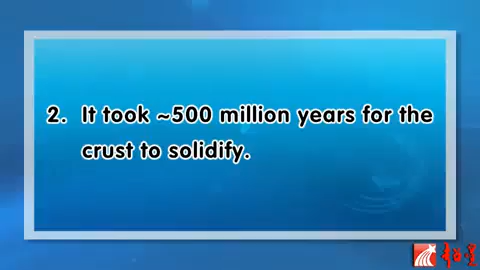 2. It took ~500 million years for the
crust to solidify.